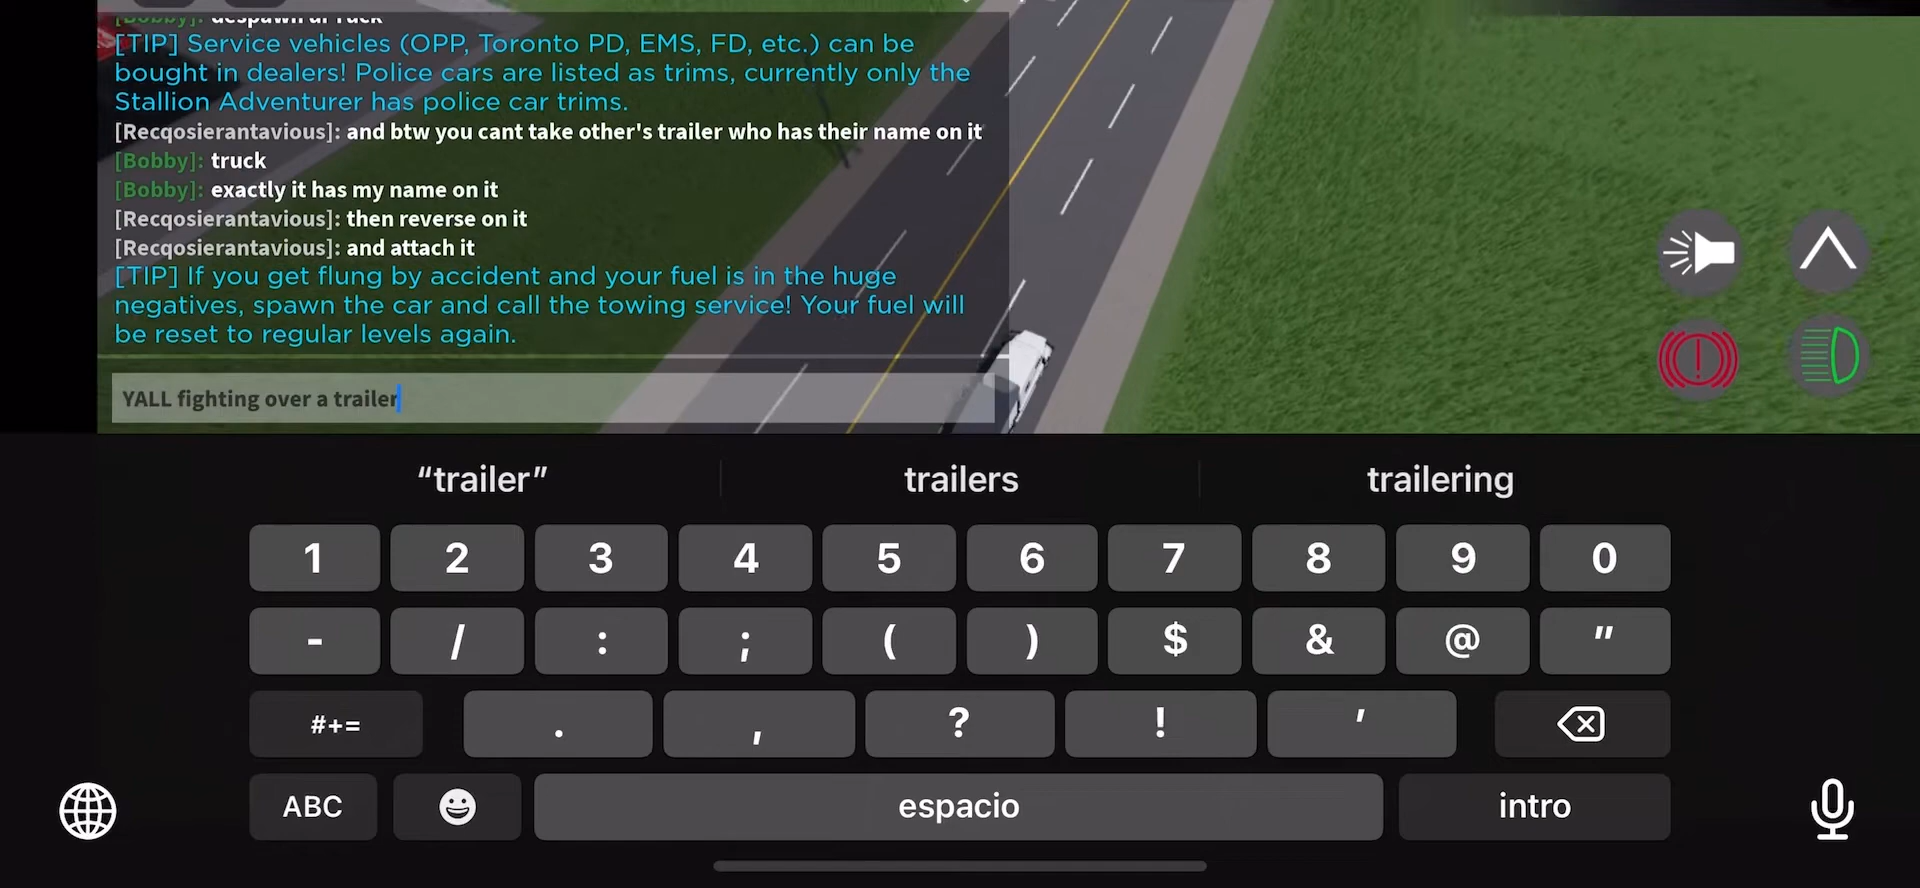 [Bobby]: despawn ur ruck
[TIP] Service vehicles (OPP, Toronto PD, EMS, FD, etc.) can be
bought in dealers! Police cars are listed as trims, currently only the
Stallion Adventurer has police car trims.
[Recqosierantavious]: and btw you cant take other's trailer who has their name on it
[Bobby]: truck
[Bobby]: exactly it has my name on it
[Recqosierantavious]: then reverse on it
[Recqosierantavious]: and attach it
[TIP] If you get flung by accident and your fuel is in the huge
negatives, spawn the car and call the towing service! Your fuel will
be reset to regular levels again.
YALL fighting over a trailer
“trailer” trailers trailering
1 2 3 4 5 6 7 8 9 0
- / : ; ( ) $ & @ "
#+= . , ? ! '
ABC espacio intro